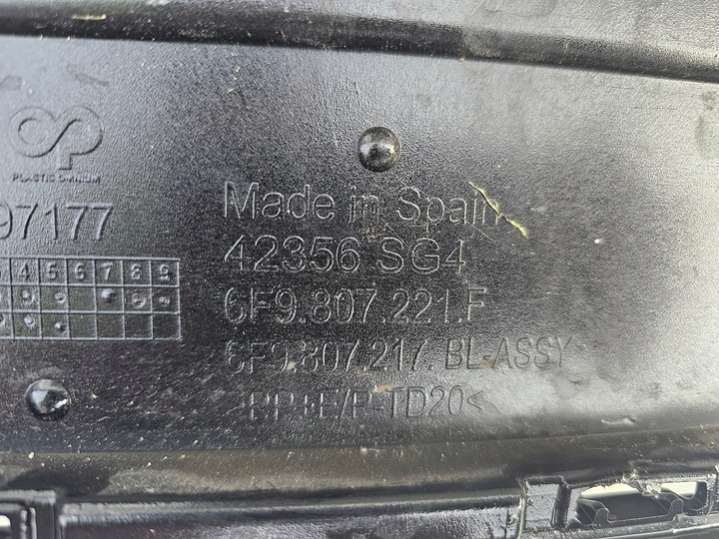 PLASTIC OMNIUM
97177
4 5 6 7 8 9
Made in Spain
42356 SG4
6F9.807.221.F
6F9.807.217. BL-ASSY
>PP+E/P-TD20<